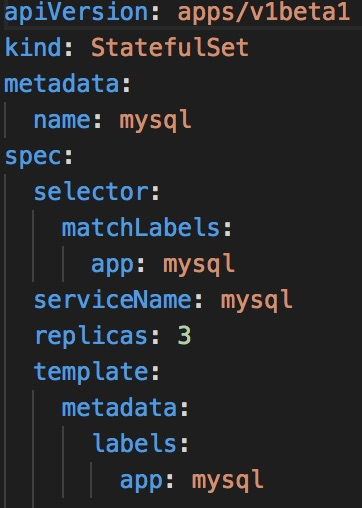 apiVersion: apps/v1beta1
kind: StatefulSet
metadata:
  name: mysql
spec:
  selector:
    matchLabels:
      app: mysql
  serviceName: mysql
  replicas: 3
  template:
    metadata:
      labels:
        app: mysql